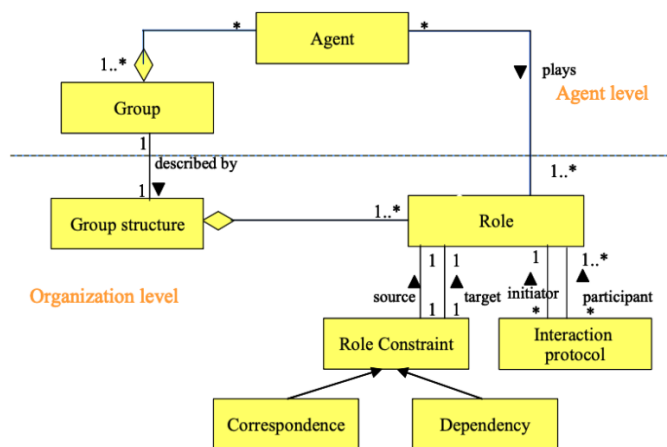 * Agent *
1..*
plays
Agent level
Group
1
described by
1
1..*
Group structure
1..*
Role
1 1 1 1..*
Organization level
source target initiator participant
1 1 * *
Role Constraint
Interaction
protocol
Correspondence
Dependency